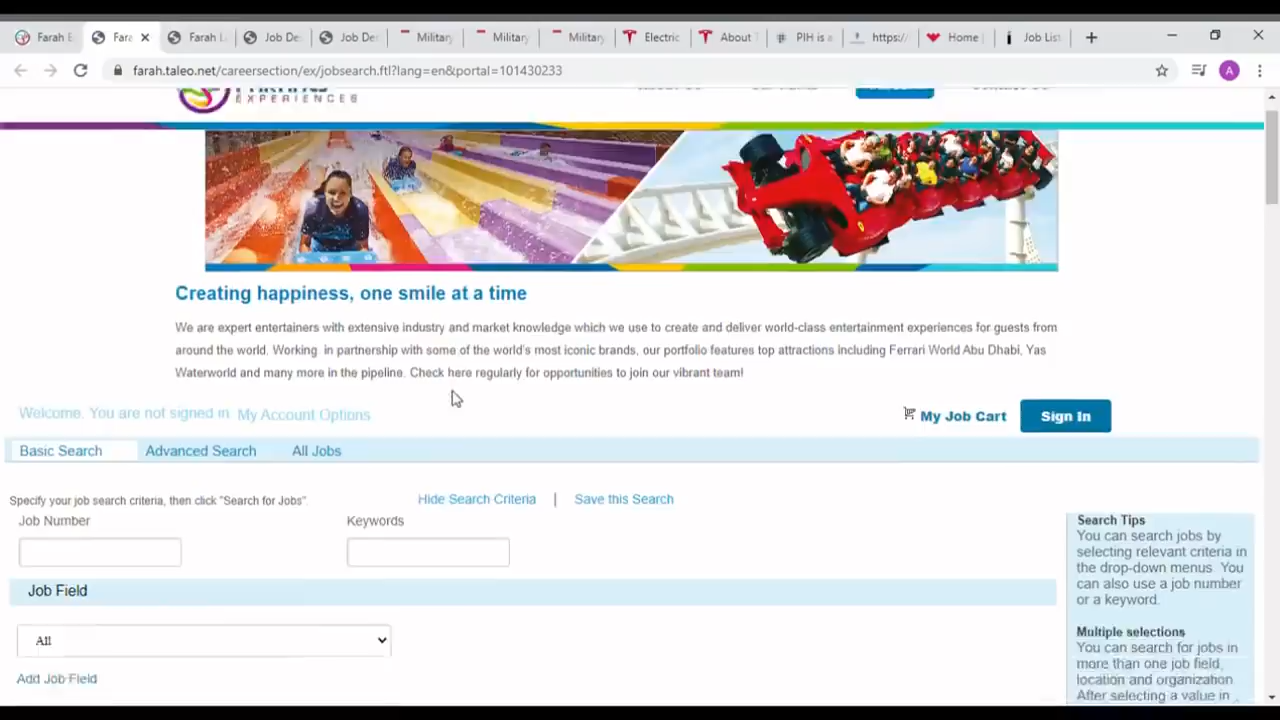 Farah E
Fara
Farah L
Job De
Job De
Military
Military
Military
Electric
About T
PIH is a
https:/
Home |
Job List
farah.taleo.net/careersection/ex/jobsearch.ftl?lang=en&portal=101430233
A
EXPERIENCES
Creating happiness, one smile at a time
We are expert entertainers with extensive industry and market knowledge which we use to create and deliver world-class entertainment experiences for guests from
around the world. Working in partnership with some of the world's most iconic brands, our portfolio features top attractions including Ferrari World Abu Dhabi, Yas
Waterworld and many more in the pipeline. Check here regularly for opportunities to join our vibrant team!
Welcome. You are not signed in. My Account Options
My Job Cart
Sign In
Basic Search
Advanced Search
All Jobs
Specify your job search criteria, then click "Search for Jobs"
Hide Search Criteria | Save this Search
Job Number
Keywords
Job Field
All
Add Job Field
Search Tips
You can search jobs by
selecting relevant criteria in
the drop-down menus. You
can also use a job number
or a keyword.
Multiple selections
You can search for jobs in
more than one job field,
location and organization.
After selecting a value in